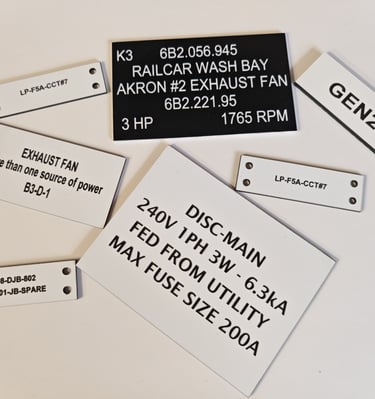 K3 6B2.056.945
RAILCAR WASH BAY
AKRON #2 EXHAUST FAN
6B2.221.95
3 HP 1765 RPM
LP-F5A-CCT#7
GEN2
EXHAUST FAN
than one source of power
B3-D-1
LP-F5A-CCT#7
DISC-MAIN
240V 1PH 3W - 6.3kA
FED FROM UTILITY
MAX FUSE SIZE 200A
-DJB-802
01-JB-SPARE